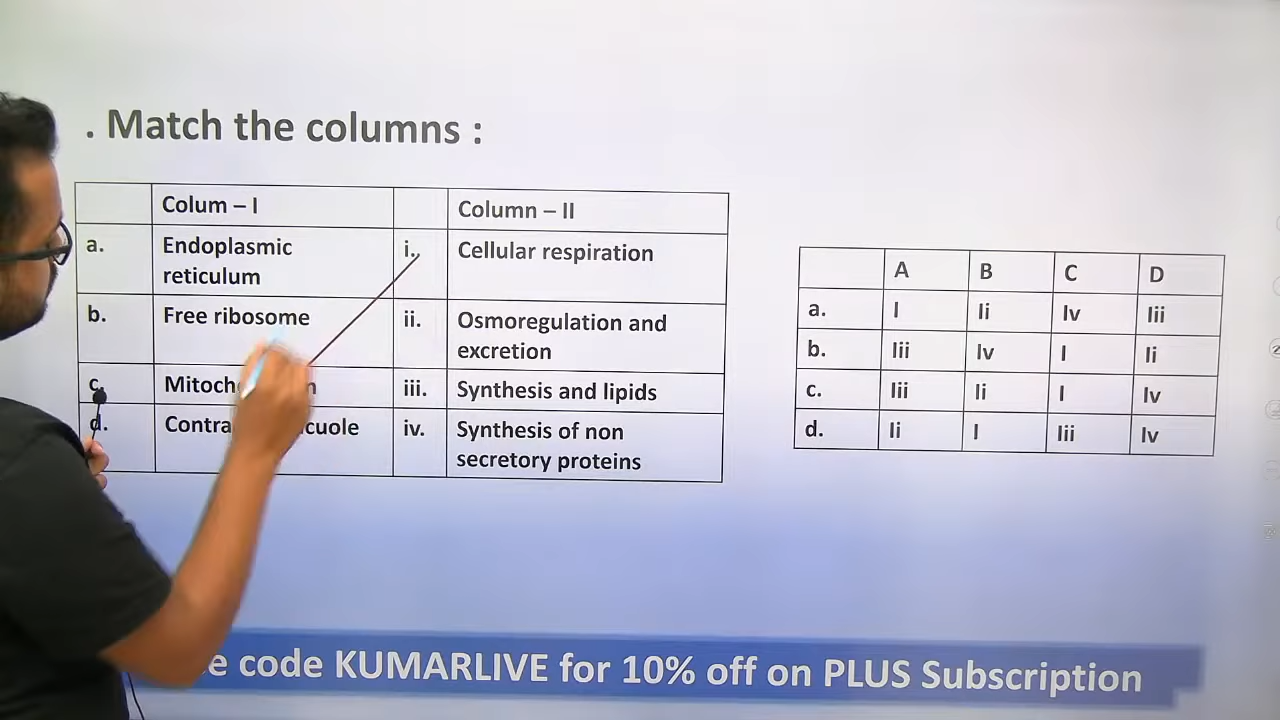 . Match the columns :
Colum – I
Column – II
a.
Endoplasmic
reticulum
i.
Cellular respiration
b.
Free ribosome
ii.
Osmoregulation and
excretion
c.
iii.
Synthesis and lipids
d.
iv.
Synthesis of non
secretory proteins
A B C D
a. I Ii Iv Iii
b. Iii Iv I Ii
c. Iii Ii I Iv
d. Ii I Iii Iv
code KUMARLIVE for 10% off on PLUS Subscription